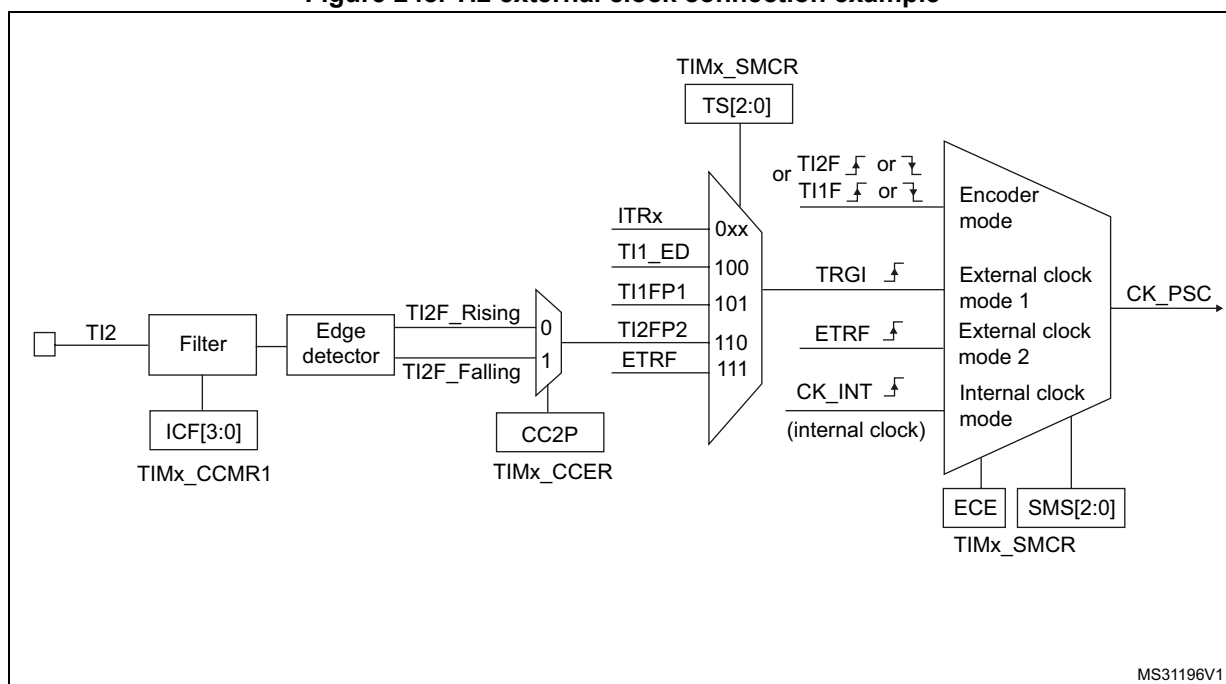 TI2 external clock connection example
TIMx_SMCR
TS[2:0]
or TI2F or
TI1F or
Encoder
mode
ITRx
0xx
TI1_ED
100
TRGI
External clock
mode 1
CK_PSC
TI1FP1
101
TI2F_Rising
0
TI2
Filter
Edge
detector
TI2FP2
110
ETRF
External clock
mode 2
1
ETRF
111
TI2F_Falling
CK_INT
Internal clock
mode
(internal clock)
ICF[3:0]
CC2P
TIMx_CCMR1
TIMx_CCER
ECE
SMS[2:0]
TIMx_SMCR
MS31196V1